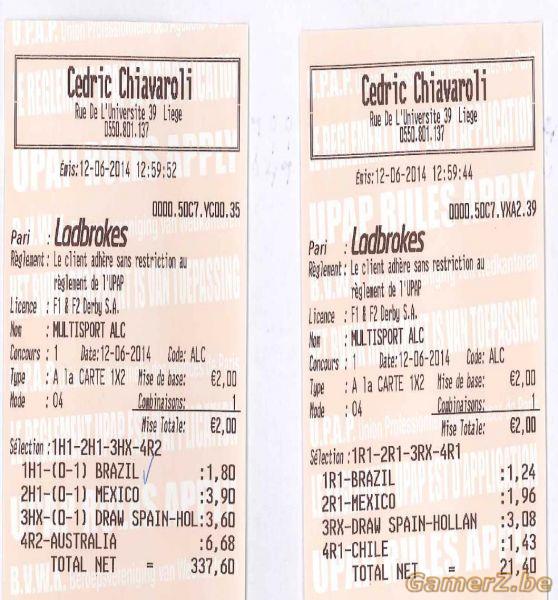 Cedric Chiavaroli
Rue De L'Universite 39 Liege
0550.801.137
Émis:12-06-2014 12:59:52
0000.5DC7.YC00.35
Pari : Ladbrokes
Règlement: Le client adhère sans restriction au
règlement de l'UPAP
Licence : F1 & F2 Derby S.A.
Nom : MULTISPORT ALC
Concours : 1 Date:12-06-2014 Code: ALC
Type : A la CARTE 1X2 Mise de base: €2,00
Mode : 04 Combinaisons: 1
Mise Totale: €2,00
Sélection :1H1-2H1-3HX-4R2
1H1-(0-1) BRAZIL :1,80
2H1-(0-1) MEXICO :3,90
3HX-(0-1) DRAW SPAIN-HOL:3,60
4R2-AUSTRALIA :6,68
TOTAL NET = 337,60
Cedric Chiavaroli
Rue De L'Universite 39 Liege
0550.801.137
Émis:12-06-2014 12:59:44
0000.5DC7.VXA2.39
Pari : Ladbrokes
Règlement: Le client adhère sans restriction au
règlement de l'UPAP
Licence : F1 & F2 Derby S.A.
Nom : MULTISPORT ALC
Concours : 1 Date:12-06-2014 Code: ALC
Type : A la CARTE 1X2 Mise de base: €2,00
Mode : 04 Combinaisons: 1
Mise Totale: €2,00
Sélection :1R1-2R1-3RX-4R1
1R1-BRAZIL :1,24
2R1-MEXICO :1,96
3RX-DRAW SPAIN-HOLLAN :3,08
4R1-CHILE :1,43
TOTAL NET = 21,40
GamerZ.be